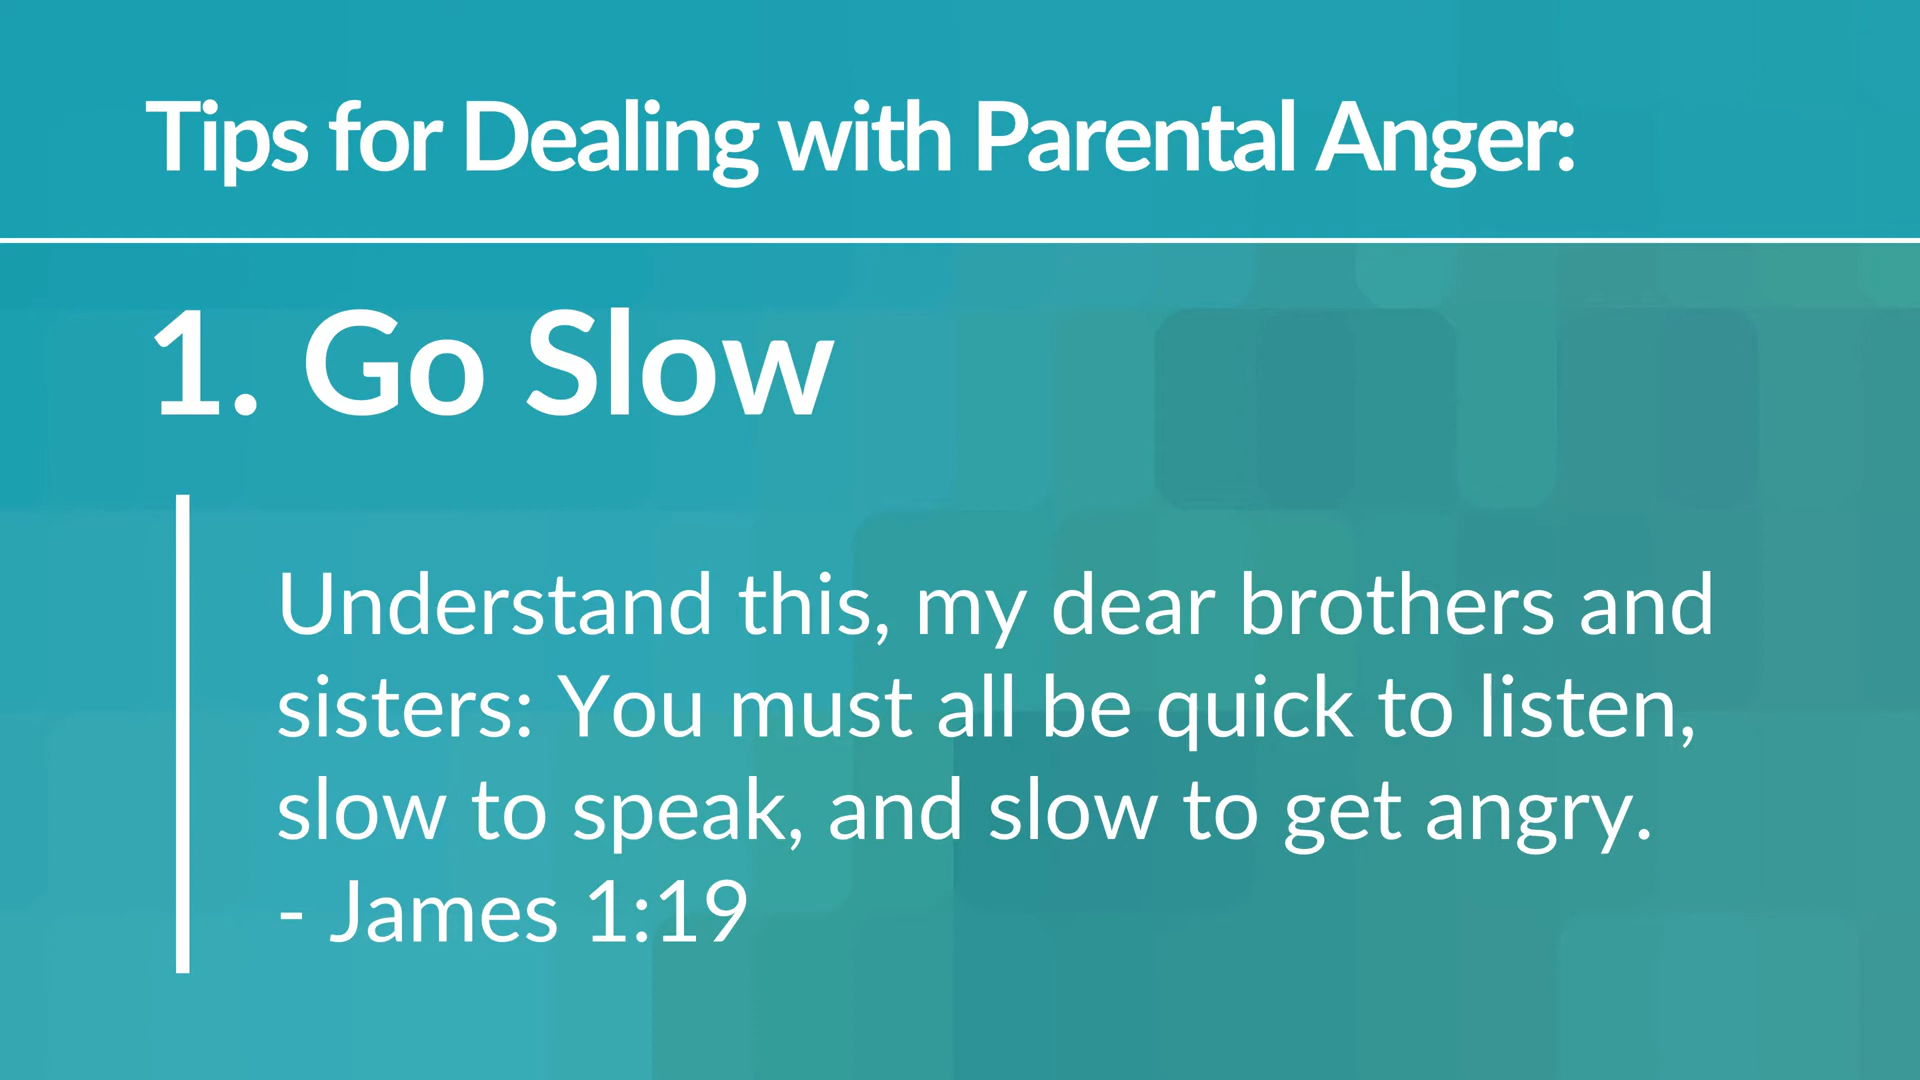 Tips for Dealing with Parental Anger:
1. Go Slow
Understand this, my dear brothers and
sisters: You must all be quick to listen,
slow to speak, and slow to get angry.
- James 1:19